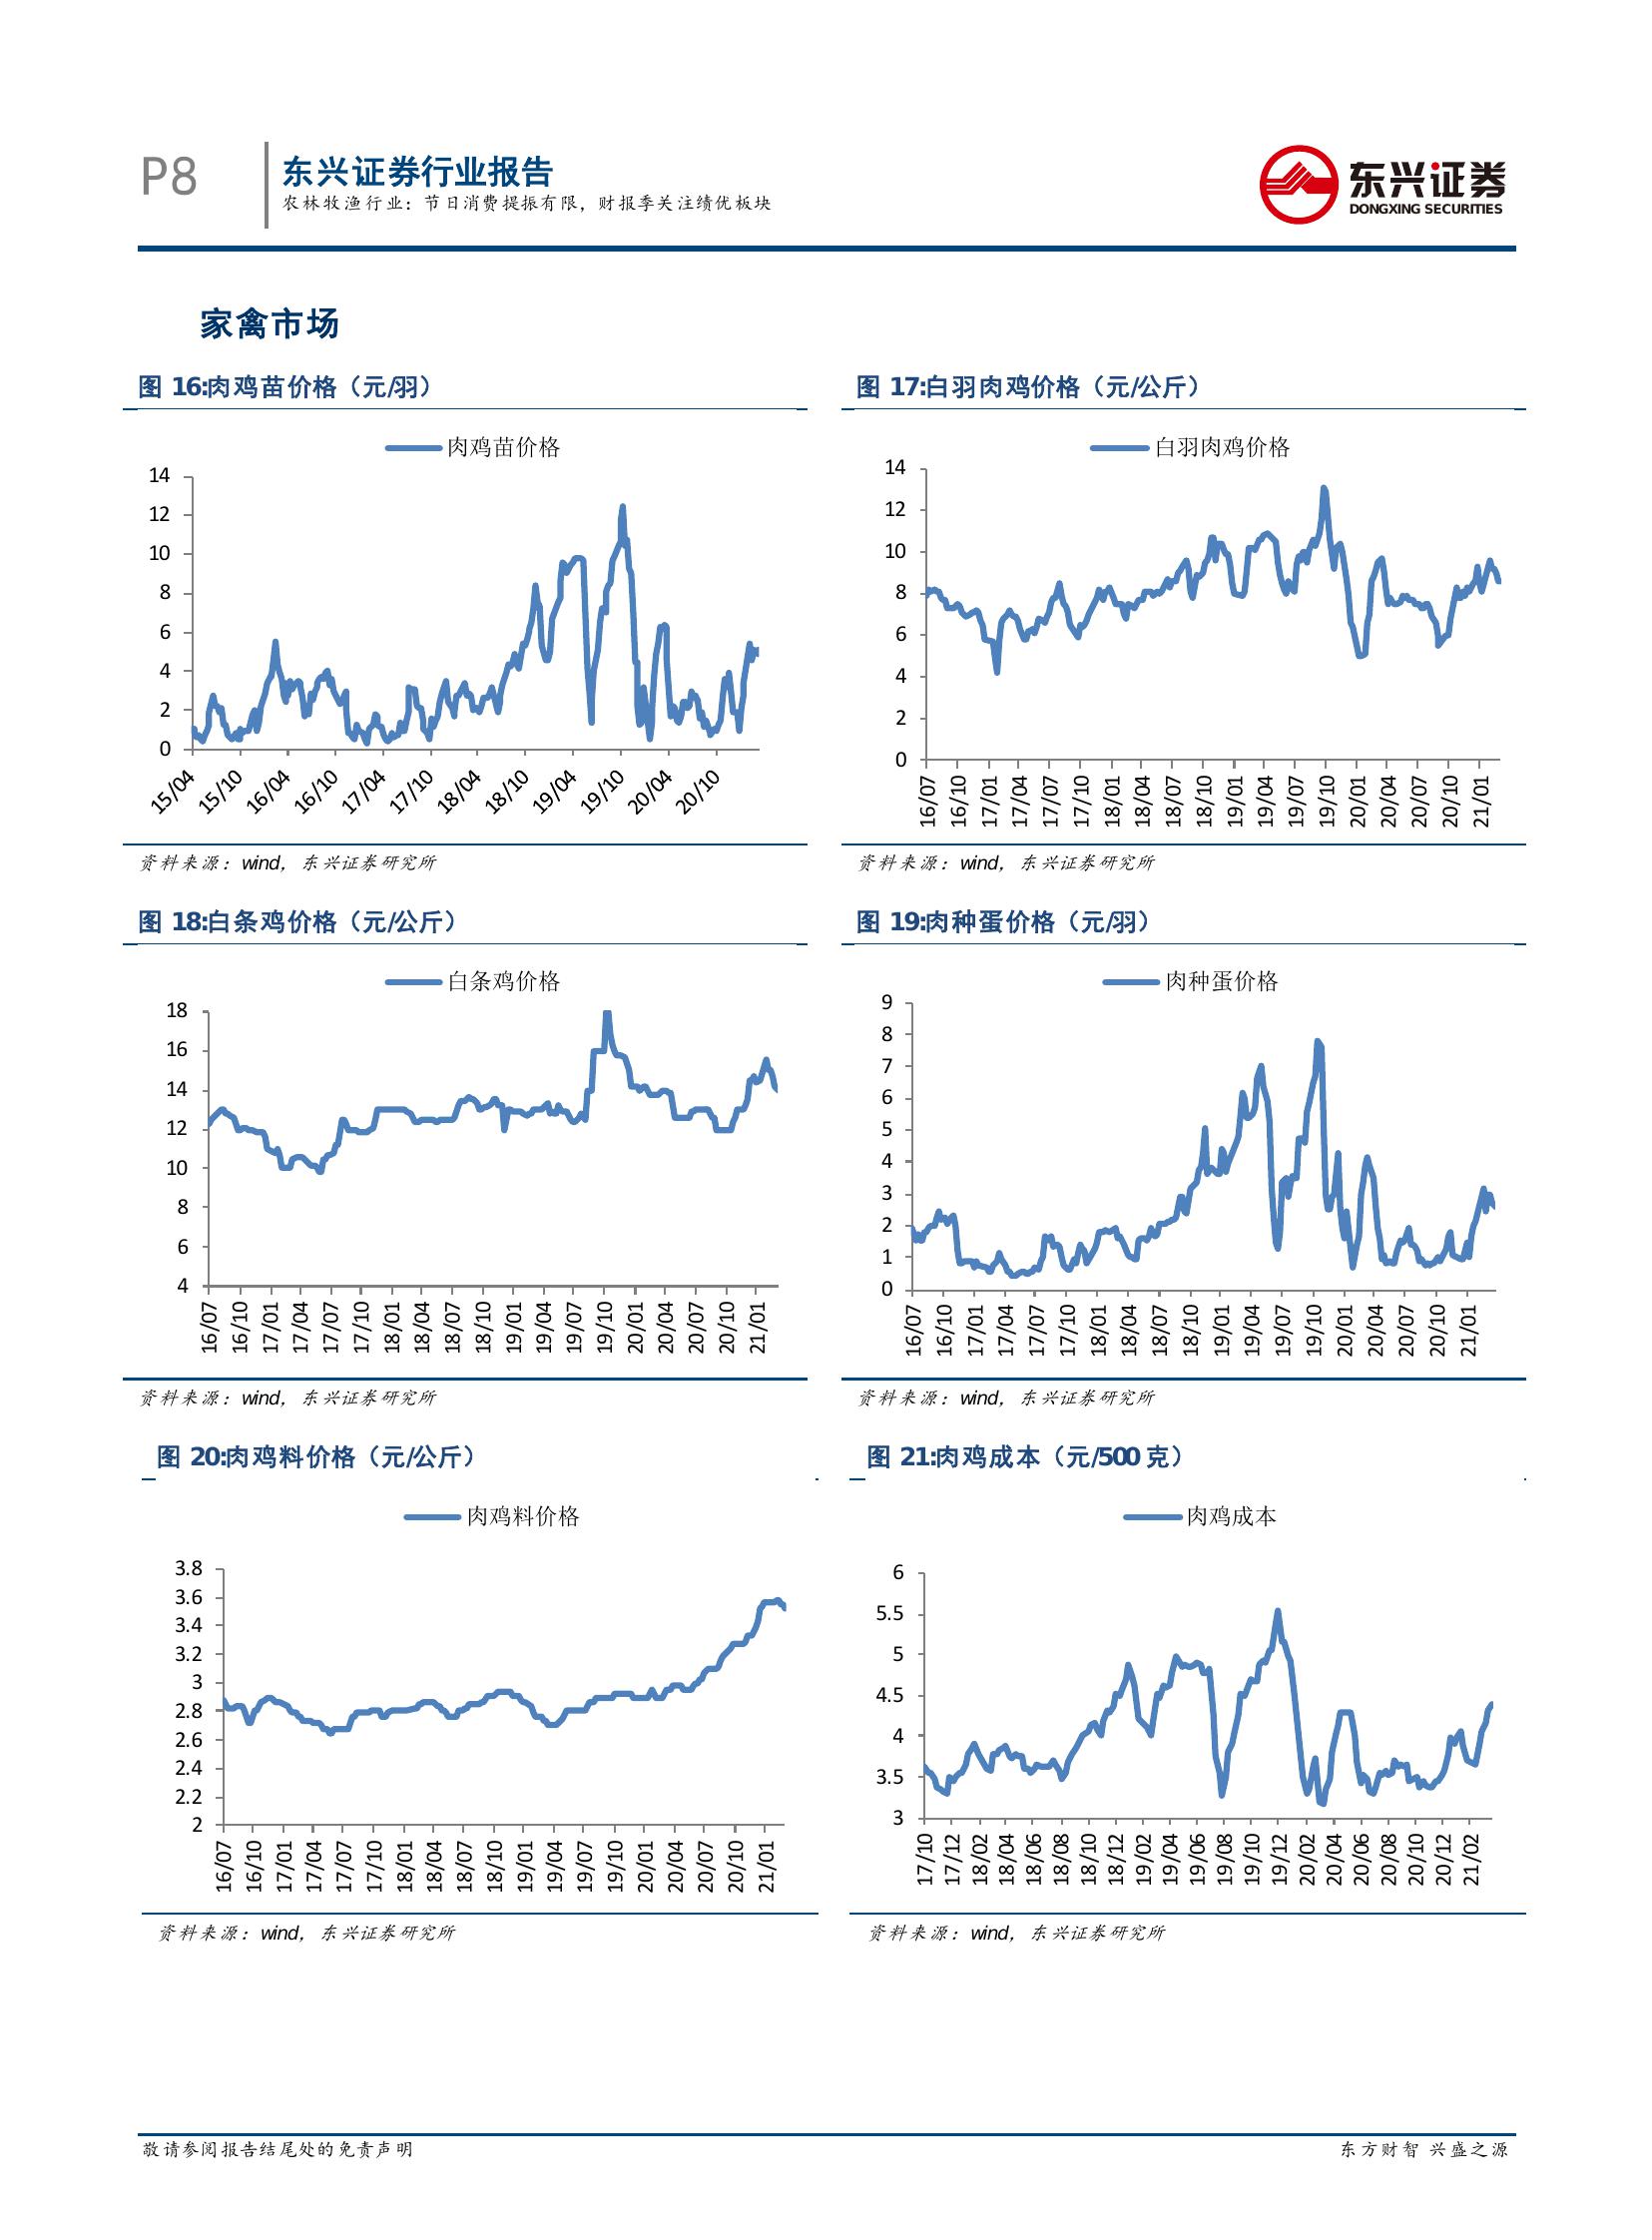 P8
东兴证券行业报告
农林牧渔行业：节日消费提振有限，财报季关注绩优板块
东兴证券
DONGXING SECURITIES
家禽市场
图 16:肉鸡苗价格（元/羽）
肉鸡苗价格
14
12
10
8
6
4
2
0
15/04 15/10 16/04 16/10 17/04 17/10 18/04 18/10 19/04 19/10 20/04 20/10
资料来源：wind，东兴证券研究所
图 17:白羽肉鸡价格（元/公斤）
白羽肉鸡价格
14
12
10
8
6
4
2
0
16/07 16/10 17/01 17/04 17/07 17/10 18/01 18/04 18/07 18/10 19/01 19/04 19/07 19/10 20/01 20/04 20/07 20/10 21/01
资料来源：wind，东兴证券研究所
图 18:白条鸡价格（元/公斤）
白条鸡价格
18
16
14
12
10
8
6
4
16/07 16/10 17/01 17/04 17/07 17/10 18/01 18/04 18/07 18/10 19/01 19/04 19/07 19/10 20/01 20/04 20/07 20/10 21/01
资料来源：wind，东兴证券研究所
图 19:肉种蛋价格（元/羽）
肉种蛋价格
9
8
7
6
5
4
3
2
1
0
16/07 16/10 17/01 17/04 17/07 17/10 18/01 18/04 18/07 18/10 19/01 19/04 19/07 19/10 20/01 20/04 20/07 20/10 21/01
资料来源：wind，东兴证券研究所
图 20:肉鸡料价格（元/公斤）
肉鸡料价格
3.8
3.6
3.4
3.2
3
2.8
2.6
2.4
2.2
2
16/07 16/10 17/01 17/04 17/07 17/10 18/01 18/04 18/07 18/10 19/01 19/04 19/07 19/10 20/01 20/04 20/07 20/10 21/01
资料来源：wind，东兴证券研究所
图 21:肉鸡成本（元/500 克）
肉鸡成本
6
5.5
5
4.5
4
3.5
3
17/10 17/12 18/02 18/04 18/06 18/08 18/10 18/12 19/02 19/04 19/06 19/08 19/10 19/12 20/02 20/04 20/06 20/08 20/10 20/12 21/02
资料来源：wind，东兴证券研究所
敬请参阅报告结尾处的免责声明
东方财智 兴盛之源